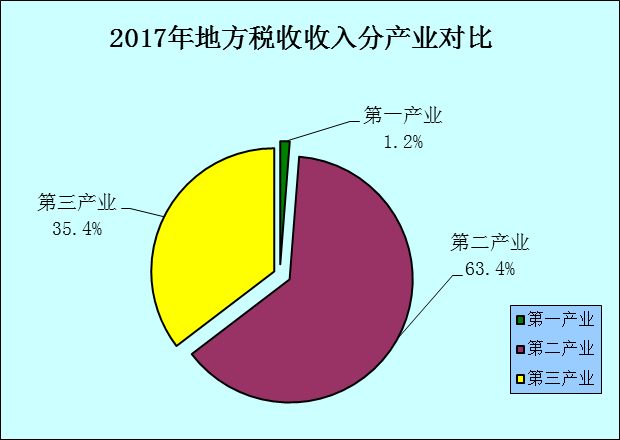 2017年地方税收收入分产业对比
第一产业
1.2%
第三产业
35.4%
第二产业
63.4%
第一产业
第二产业
第三产业